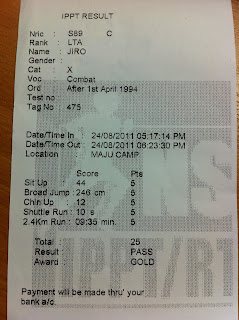 IPPT RESULT
Nric : S89 C
Rank : LTA
Name : JIRO
Gender :
Cat : X
Voc : Combat
Ord : After 1st April 1994
Test no
Tag No : 475
Date/Time In : 24/08/2011 05:17:14 PM
Date/Time Out : 24/08/2011 06:23:30 PM
Location : MAJU CAMP
Score Pts
Sit Up : 44 5
Broad Jump : 246 cm 5
Chin Up : 12 5
Shuttle Run : 10 s 5
2.4Km Run : 09:35 min. 5
Total : 25
Result : PASS
Award : GOLD
NS
IPPT/RT
Payment will be made thru' your
bank a/c.